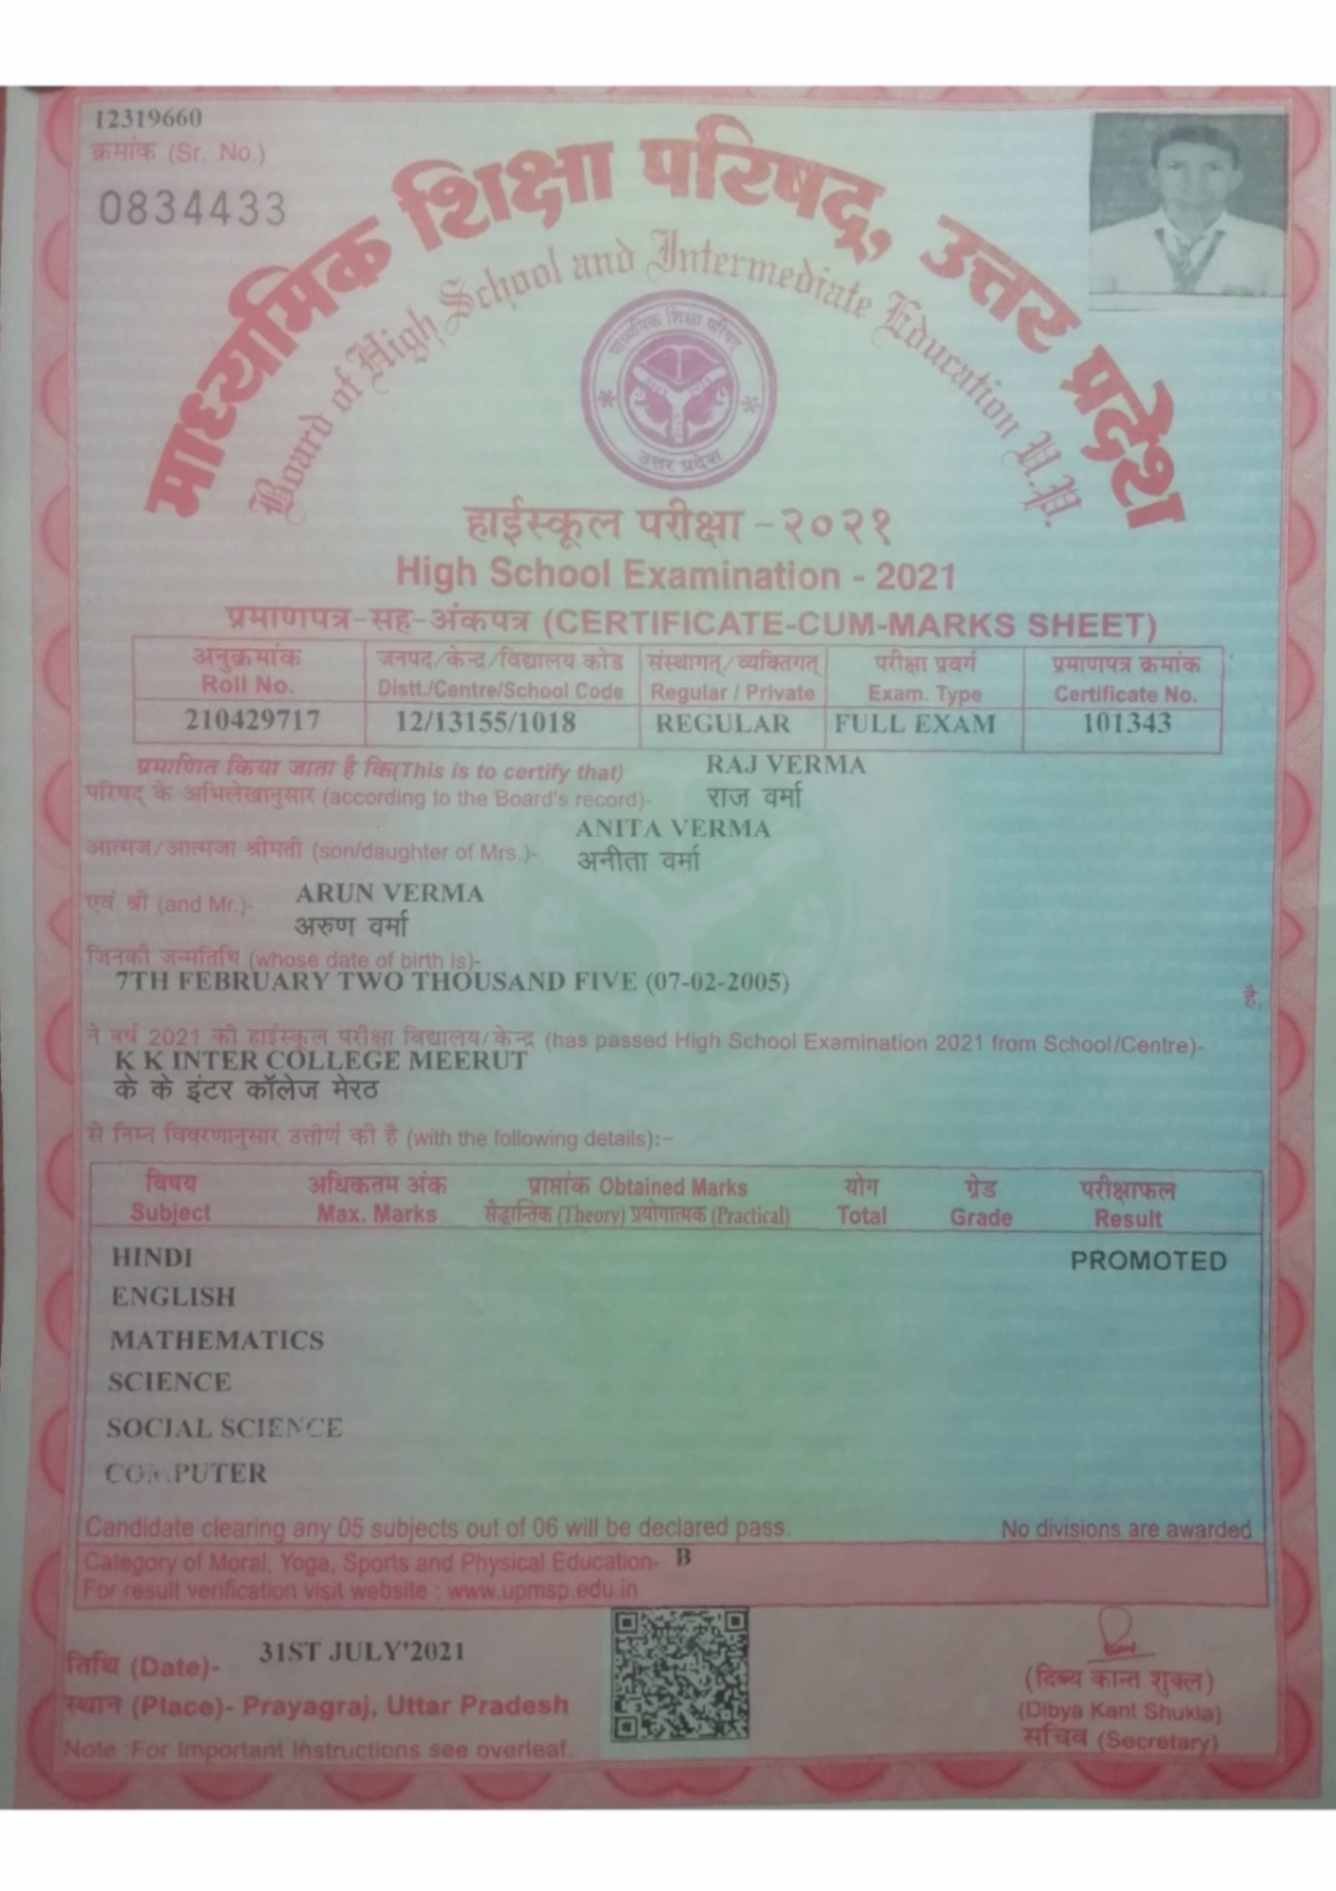 12319660
क्रमांक (Sr. No.)
0834433
माध्यमिक शिक्षा परिषद्, उत्तर प्रदेश
Board of High School and Intermediate Education U.P.
माध्यमिक शिक्षा परिषद्
उत्तर प्रदेश
हाईस्कूल परीक्षा - २०२१
High School Examination - 2021
प्रमाणपत्र-सह-अंकपत्र (CERTIFICATE-CUM-MARKS SHEET)
अनुक्रमांक जनपद/केन्द्र/विद्यालय कोड संस्थागत/व्यक्तिगत परीक्षा प्रवर्ग प्रमाणपत्र क्रमांक
Roll No. Distt./Centre/School Code Regular / Private Exam. Type Certificate No.
210429717 12/13155/1018 REGULAR FULL EXAM 101343
प्रमाणित किया जाता है कि(This is to certify that) RAJ VERMA
परिषद् के अभिलेखानुसार (according to the Board's record)- राज वर्मा
ANITA VERMA
आत्मज/आत्मजा श्रीमती (son/daughter of Mrs.)- अनीता वर्मा
एवं श्री (and Mr.)- ARUN VERMA
अरुण वर्मा
जिनकी जन्मतिथि (whose date of birth is)-
7TH FEBRUARY TWO THOUSAND FIVE (07-02-2005) है,
ने वर्ष 2021 की हाईस्कूल परीक्षा विद्यालय/केन्द्र (has passed High School Examination 2021 from School/Centre)-
K K INTER COLLEGE MEERUT
के के इंटर कॉलेज मेरठ
से निम्न विवरणानुसार उत्तीर्ण की है (with the following details):-
विषय अधिकतम अंक प्राप्तांक Obtained Marks योग ग्रेड परीक्षाफल
Subject Max. Marks सैद्धान्तिक (Theory) प्रयोगात्मक (Practical) Total Grade Result
HINDI PROMOTED
ENGLISH
MATHEMATICS
SCIENCE
SOCIAL SCIENCE
COMPUTER
Candidate clearing any 05 subjects out of 06 will be declared pass. No divisions are awarded
Category of Moral, Yoga, Sports and Physical Education- B
For result verification visit website : www.upmsp.edu.in
तिथि (Date)- 31ST JULY'2021
स्थान (Place)- Prayagraj, Uttar Pradesh
Note :For Important Instructions see overleaf.
(दिब्य कान्त शुक्ल)
(Dibya Kant Shukla)
सचिव (Secretary)